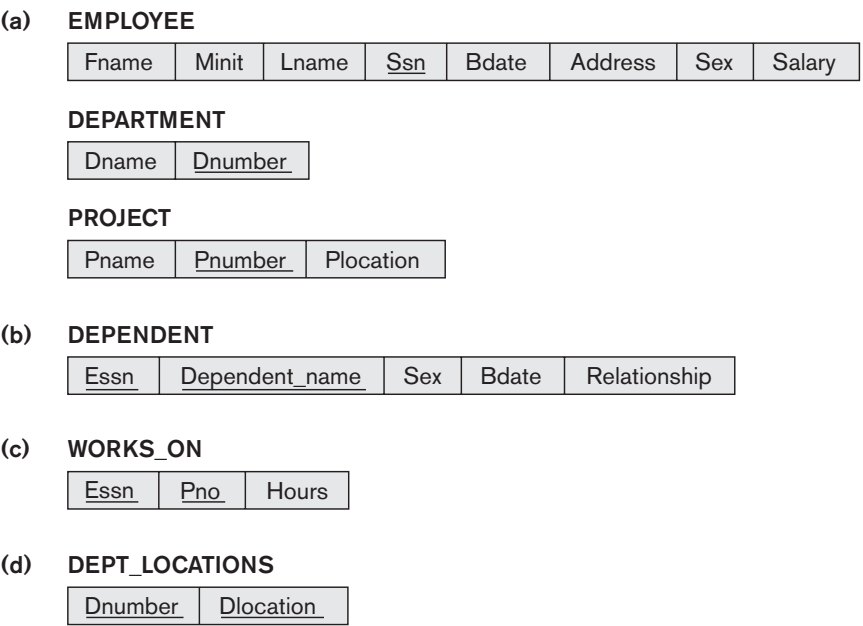 (a) EMPLOYEE
Fname Minit Lname Ssn Bdate Address Sex Salary
DEPARTMENT
Dname Dnumber
PROJECT
Pname Pnumber Plocation
(b) DEPENDENT
Essn Dependent_name Sex Bdate Relationship
(c) WORKS_ON
Essn Pno Hours
(d) DEPT_LOCATIONS
Dnumber Dlocation